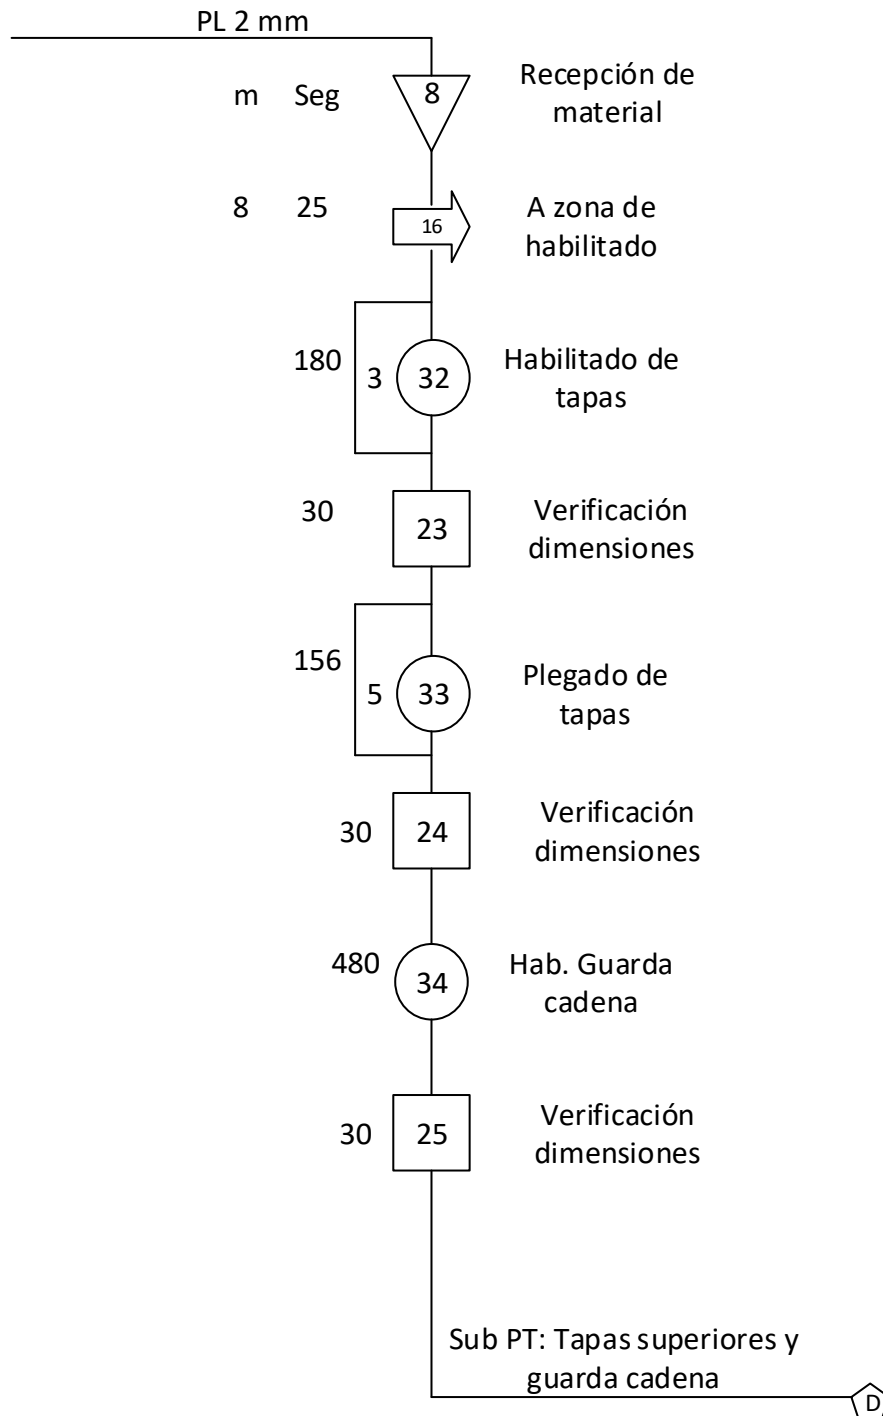 PL 2 mm
m Seg 8 Recepción de
material
8 25 16 A zona de
habilitado
180 3 32 Habilitado de
tapas
30 23 Verificación
dimensiones
156 5 33 Plegado de
tapas
30 24 Verificación
dimensiones
480 34 Hab. Guarda
cadena
30 25 Verificación
dimensiones
Sub PT: Tapas superiores y
guarda cadena
D